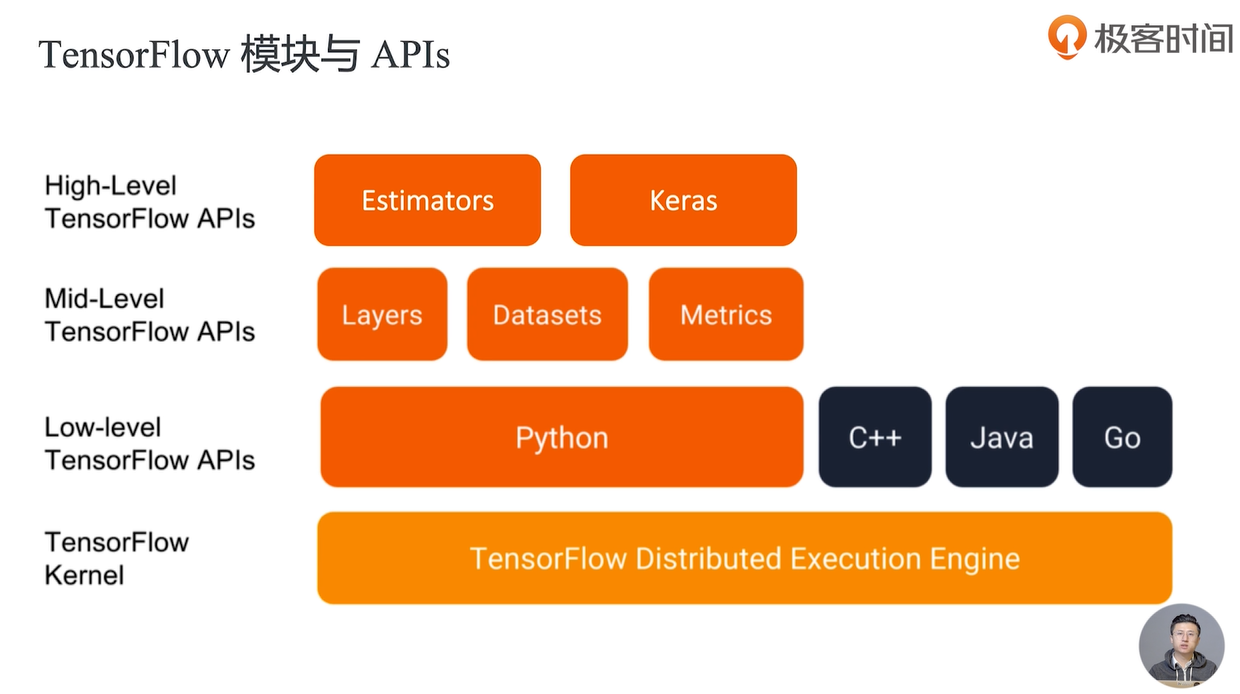 TensorFlow 模块与 APIs
极客时间
High-Level
TensorFlow APIs
Estimators
Keras
Mid-Level
TensorFlow APIs
Layers
Datasets
Metrics
Low-level
TensorFlow APIs
Python
C++
Java
Go
TensorFlow
Kernel
TensorFlow Distributed Execution Engine